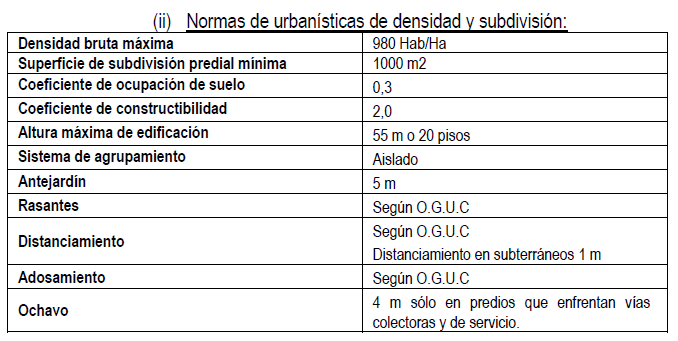 (ii) Normas de urbanísticas de densidad y subdivisión:
Densidad bruta máxima 980 Hab/Ha
Superficie de subdivisión predial mínima 1000 m2
Coeficiente de ocupación de suelo 0,3
Coeficiente de constructibilidad 2,0
Altura máxima de edificación 55 m o 20 pisos
Sistema de agrupamiento Aislado
Antejardín 5 m
Rasantes Según O.G.U.C
Distanciamiento Según O.G.U.C
Distanciamiento en subterráneos 1 m
Adosamiento Según O.G.U.C
Ochavo 4 m sólo en predios que enfrentan vías
colectoras y de servicio.